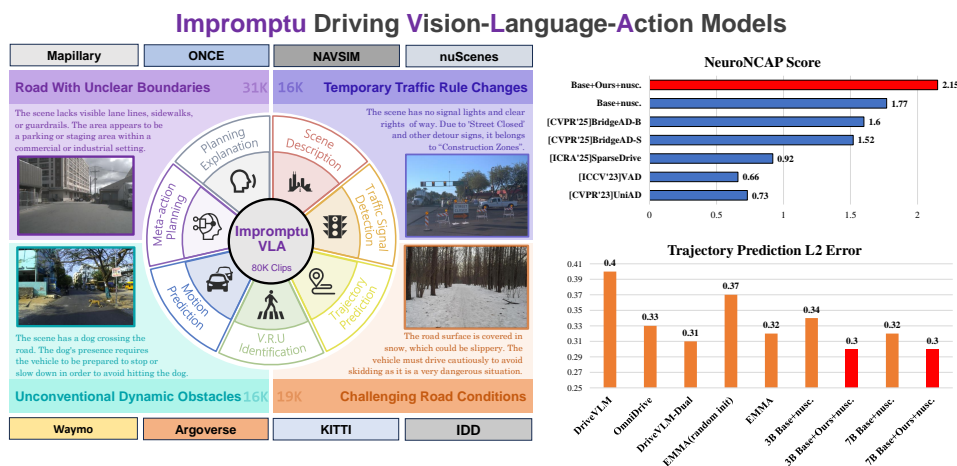 Impromptu Driving Vision-Language-Action Models
Mapillary
ONCE
NAVSIM
nuScenes
Road With Unclear Boundaries 31K
16K Temporary Traffic Rule Changes
The scene lacks visible lane lines, sidewalks,
or guardrails. The area appears to be
a parking or staging area within a
commercial or industrial setting.
The scene has no signal lights and clear
rights of way. Due to 'Street Closed'
and other detour signs, it belongs
to "Construction Zones".
Planning
Explanation
Scene
Description
Meta-action
Planning
Traffic Signal
Detection
Impromptu
VLA
80K Clips
Motion
Prediction
Trajectory
Prediction
V.R.U
Identification
The scene has a dog crossing the
road. The dog's presence requires
the vehicle to be prepared to stop or
slow down in order to avoid hitting the dog.
The road surface is covered in
snow, which could be slippery. The
vehicle must drive cautiously to avoid
skidding as it is a very dangerous situation.
Unconventional Dynamic Obstacles 16K
19K Challenging Road Conditions
Waymo
Argoverse
KITTI
IDD
NeuroNCAP Score
Base+Ours+nusc. 2.15
Base+nusc. 1.77
[CVPR'25]BridgeAD-B 1.6
[CVPR'25]BridgeAD-S 1.52
[ICRA'25]SparseDrive 0.92
[ICCV'23]VAD 0.66
[CVPR'23]UniAD 0.73
0 0.5 1 1.5 2
Trajectory Prediction L2 Error
0.41
0.39
0.37
0.35
0.33
0.31
0.29
0.27
0.25
0.4
0.33
0.31
0.37
0.32
0.34
0.3
0.32
0.3
DriveVLM
OmniDrive
DriveVLM-Dual
EMMA(random init)
EMMA
3B Base+nusc.
3B Base+Ours+nusc.
7B Base+nusc.
7B Base+Ours+nusc.